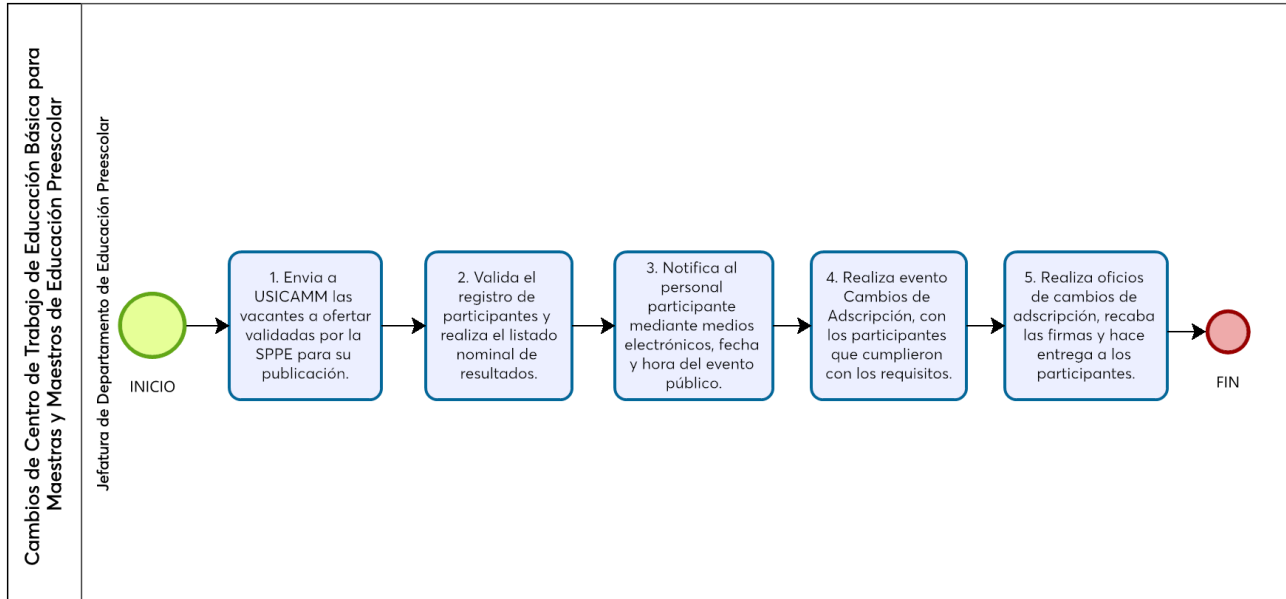 Cambios de Centro de Trabajo de Educación Básica para
Maestras y Maestros de Educación Preescolar
Jefatura de Departamento de Educación Preescolar
INICIO
1. Envia a
USICAMM las
vacantes a ofertar
validadas por la
SPPE para su
publicación.
2. Valida el
registro de
participantes y
realiza el listado
nominal de
resultados.
3. Notifica al
personal
participante
mediante medios
electrónicos, fecha
y hora del evento
público.
4. Realiza evento
Cambios de
Adscripción, con
los participantes
que cumplieron
con los requisitos.
5. Realiza oficios
de cambios de
adscripción, recaba
las firmas y hace
entrega a los
participantes.
FIN